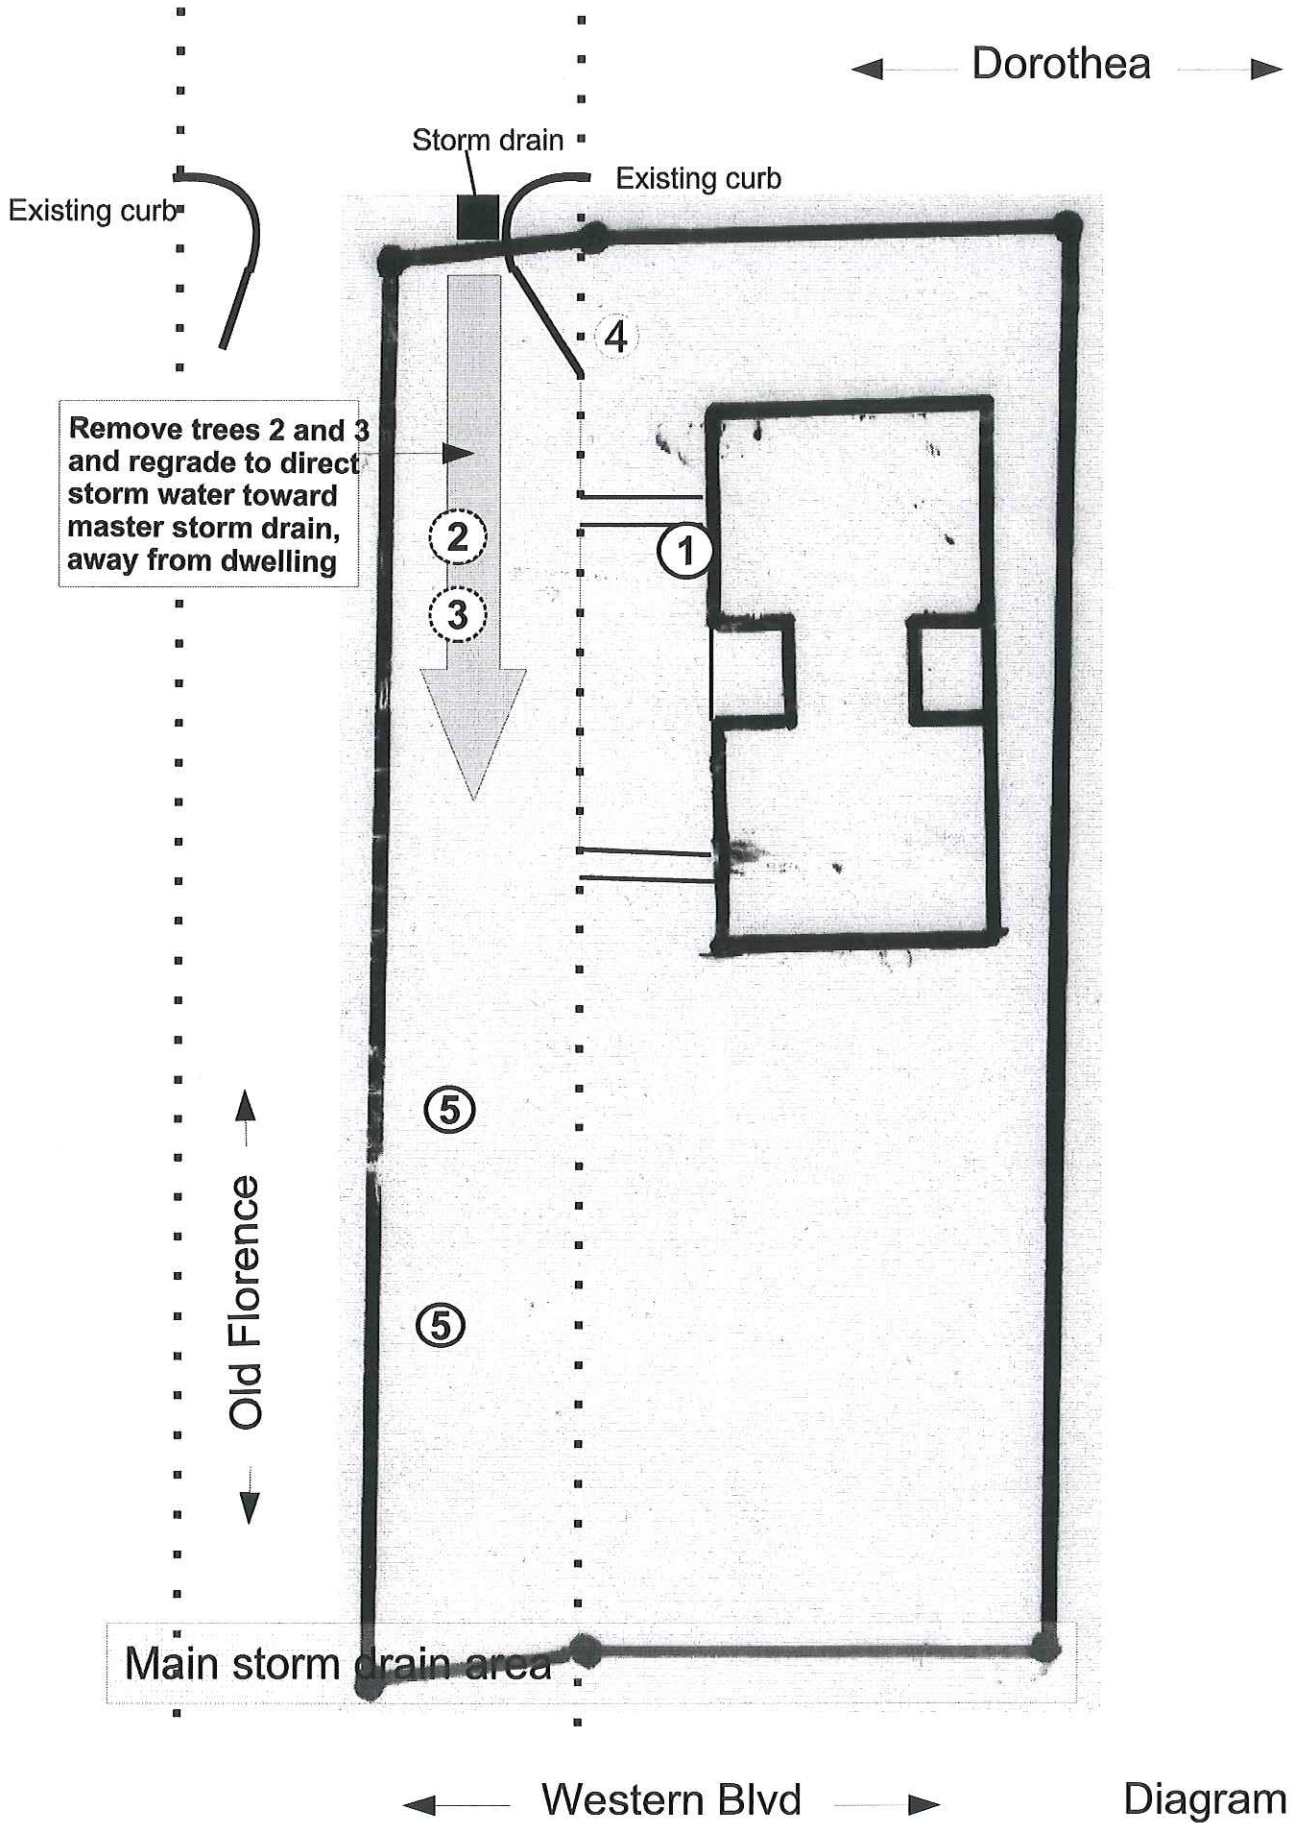 Dorothea
Storm drain
Existing curb
Existing curb
4
Remove trees 2 and 3
and regrade to direct
storm water toward
master storm drain,
away from dwelling
2
1
3
5
Old Florence
5
Main storm drain area
Western Blvd
Diagram